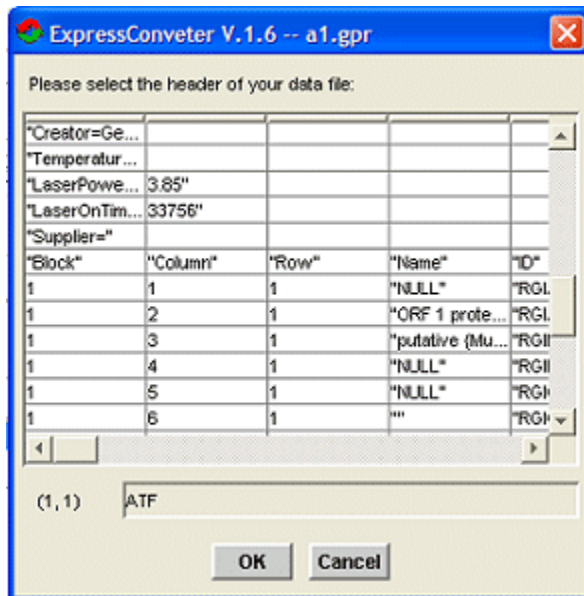 ExpressConveter V.1.6 -- a1.gpr
Please select the header of your data file:
"Creator=Ge...
"Temperatur...
"LaserPowe... 3.85"
"LaserOnTim... 33756"
"Supplier="
"Block" "Column" "Row" "Name" "ID"
1 1 1 "NULL"
1 2 1 "ORF 1 prote...
1 3 1 "putative {Mu...
1 4 1 "NULL"
1 5 1 "NULL"
1 6 1 ""
(1, 1) ATF
OK Cancel